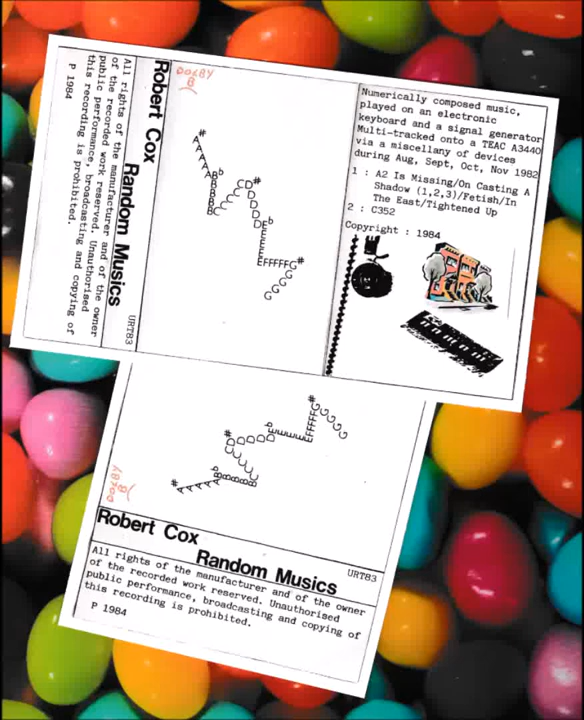 Numerically composed music,
played on an electronic
keyboard and a signal generator
Multi-tracked onto a TEAC A3440
via a miscellany of devices
during Aug, Sept, Oct, Nov 1982
1 : A2 Is Missing/On Casting A
Shadow (1,2,3)/Fetish/In
The East/Tightened Up
2 : C352
Copyright : 1984
DOLBY
B
Robert Cox
Random Musics
URT83
All rights of the manufacturer and of the owner
of the recorded work reserved. Unauthorised
public performance, broadcasting and copying of
this recording is prohibited.
P 1984
DOLBY
B
Robert Cox
Random Musics
URT83
All rights of the manufacturer and of the owner
of the recorded work reserved. Unauthorised
public performance, broadcasting and copying of
this recording is prohibited.
P 1984